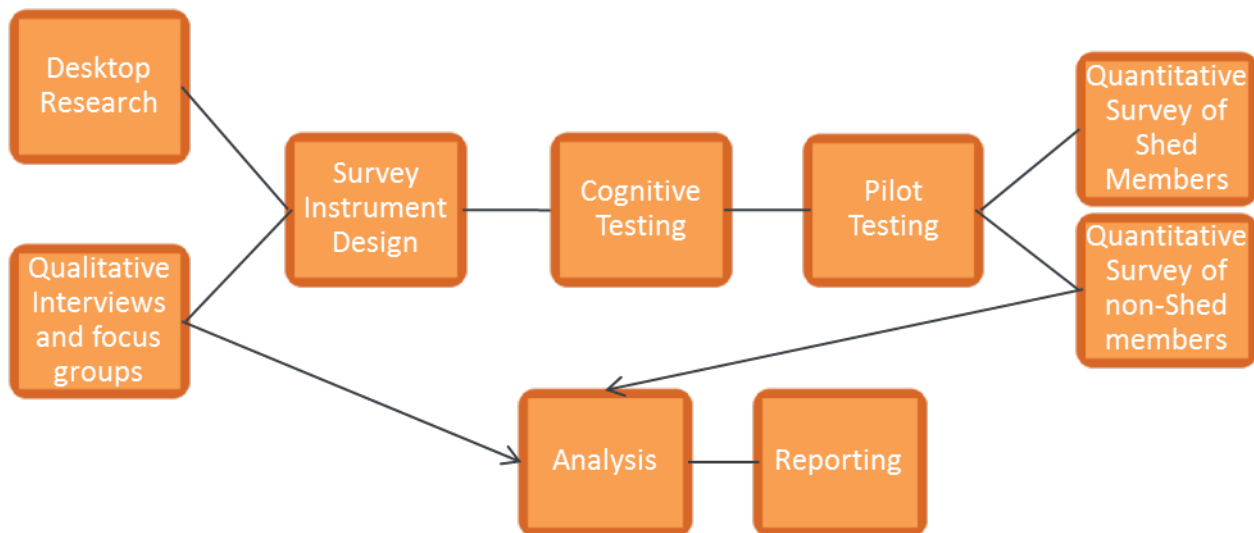 Desktop
Research
Qualitative
Interviews
and focus
groups
Survey
Instrument
Design
Cognitive
Testing
Pilot
Testing
Quantitative
Survey of
Shed
Members
Quantitative
Survey of
non-Shed
members
Analysis
Reporting